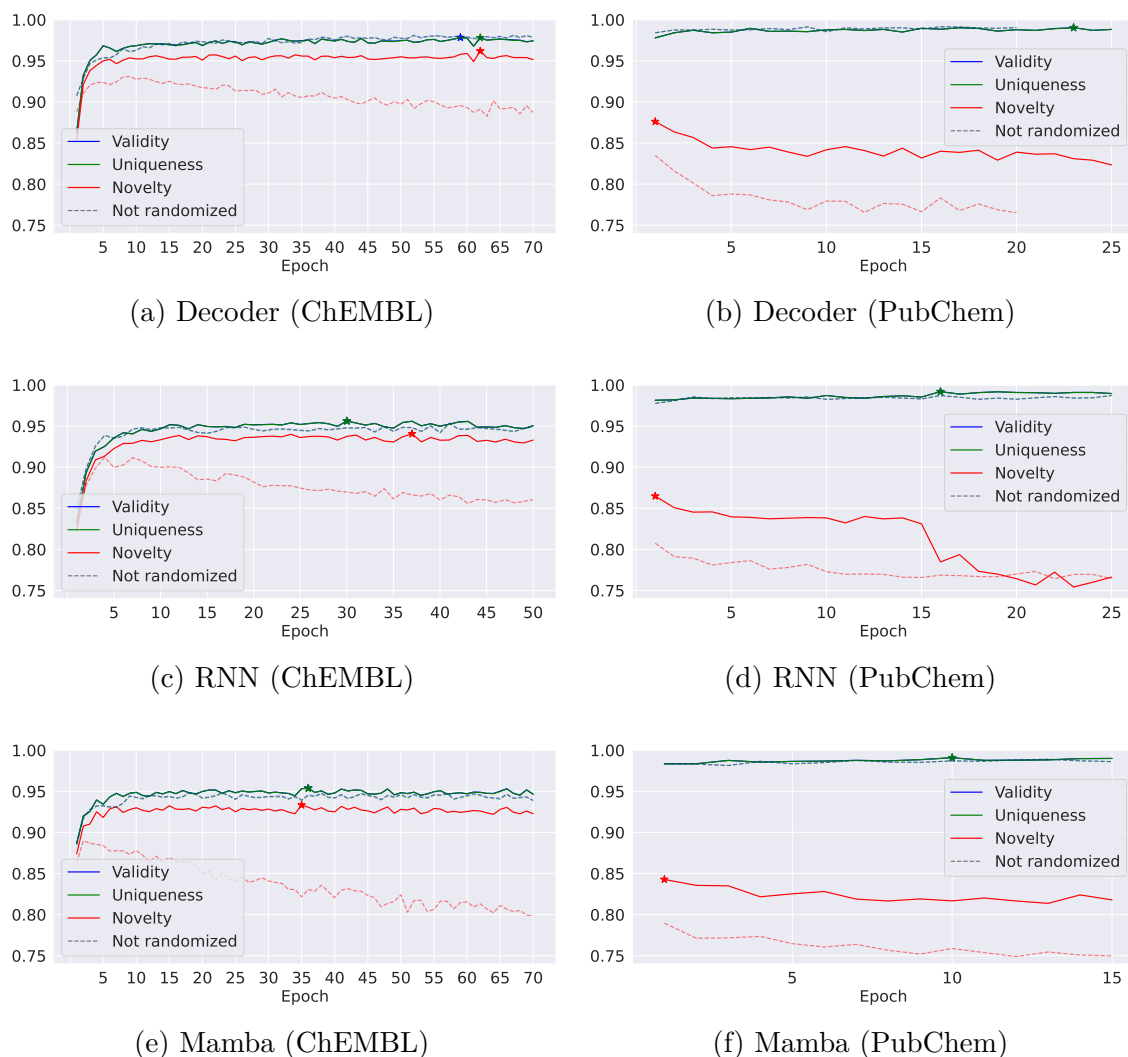 1.00
0.95
0.90
0.85
0.80
0.75
Validity
Uniqueness
Novelty
Not randomized
5 10 15 20 25 30 35 40 45 50 55 60 65 70
Epoch
(a) Decoder (ChEMBL)
1.00
0.95
0.90
0.85
0.80
0.75
Validity
Uniqueness
Novelty
Not randomized
5 10 15 20 25
Epoch
(b) Decoder (PubChem)
1.00
0.95
0.90
0.85
0.80
0.75
Validity
Uniqueness
Novelty
Not randomized
5 10 15 20 25 30 35 40 45 50
Epoch
(c) RNN (ChEMBL)
1.00
0.95
0.90
0.85
0.80
0.75
Validity
Uniqueness
Novelty
Not randomized
5 10 15 20 25
Epoch
(d) RNN (PubChem)
1.00
0.95
0.90
0.85
0.80
0.75
Validity
Uniqueness
Novelty
Not randomized
5 10 15 20 25 30 35 40 45 50 55 60 65 70
Epoch
(e) Mamba (ChEMBL)
1.00
0.95
0.90
0.85
0.80
0.75
Validity
Uniqueness
Novelty
Not randomized
5 10 15
Epoch
(f) Mamba (PubChem)